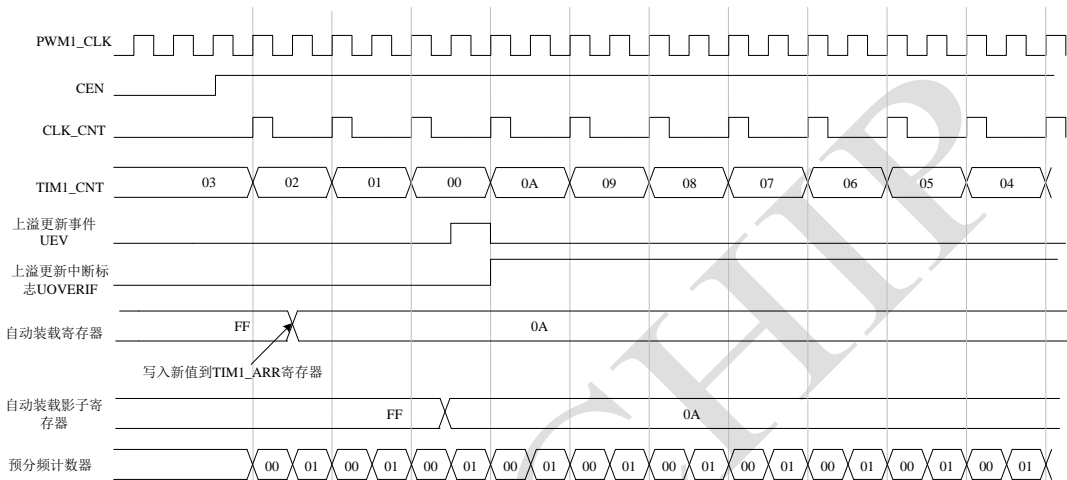 PWM1_CLK
CEN
CLK_CNT
TIM1_CNT
03 02 01 00 0A 09 08 07 06 05 04
上溢更新事件
UEV
上溢更新中断标
志UOVERIF
自动装载寄存器
FF 0A
写入新值到TIM1_ARR寄存器
自动装载影子寄
存器
FF 0A
预分频计数器
00 01 00 01 00 01 00 01 00 01 00 01 00 01 00 01 00 01 00 01
CHIP